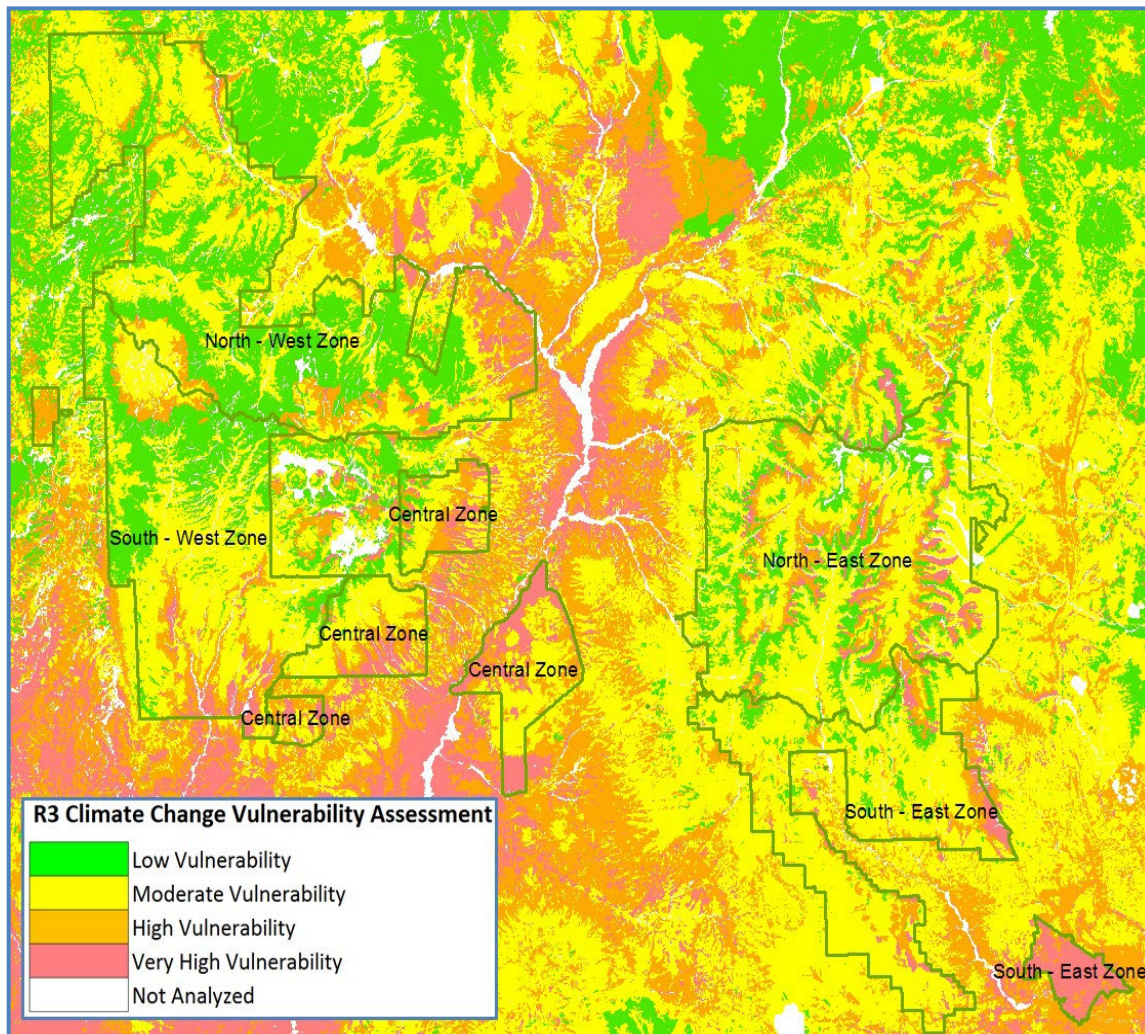 North - West Zone
Central Zone
South - West Zone
North - East Zone
Central Zone
Central Zone
Central Zone
South - East Zone
South - East Zone
R3 Climate Change Vulnerability Assessment
Low Vulnerability
Moderate Vulnerability
High Vulnerability
Very High Vulnerability
Not Analyzed